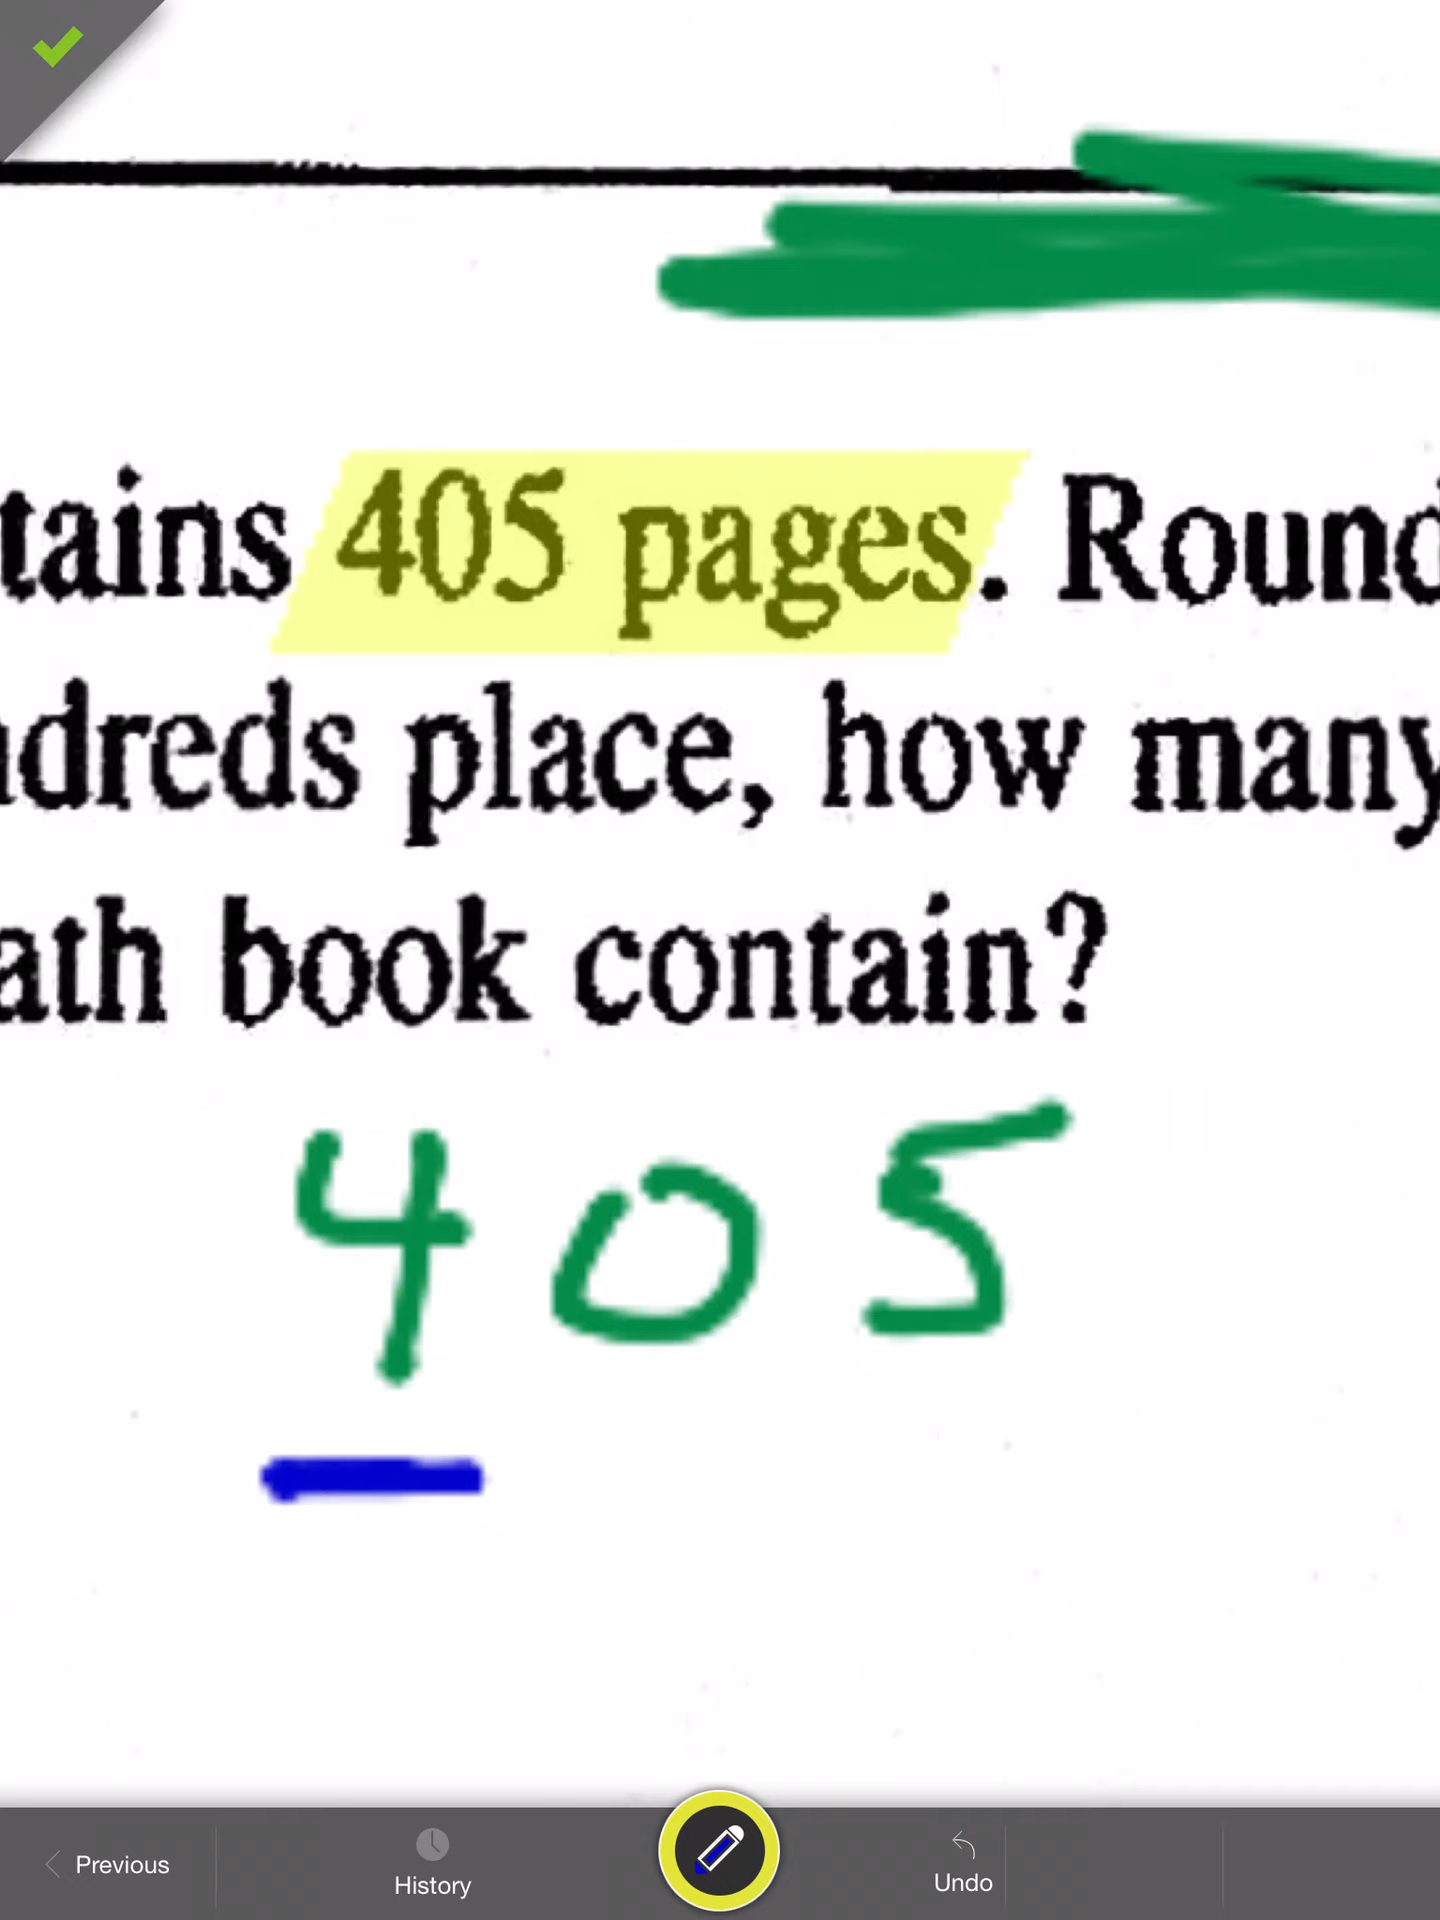 tains 405 pages. Round
dreds place, how many
ath book contain?
405
Previous
History
Undo